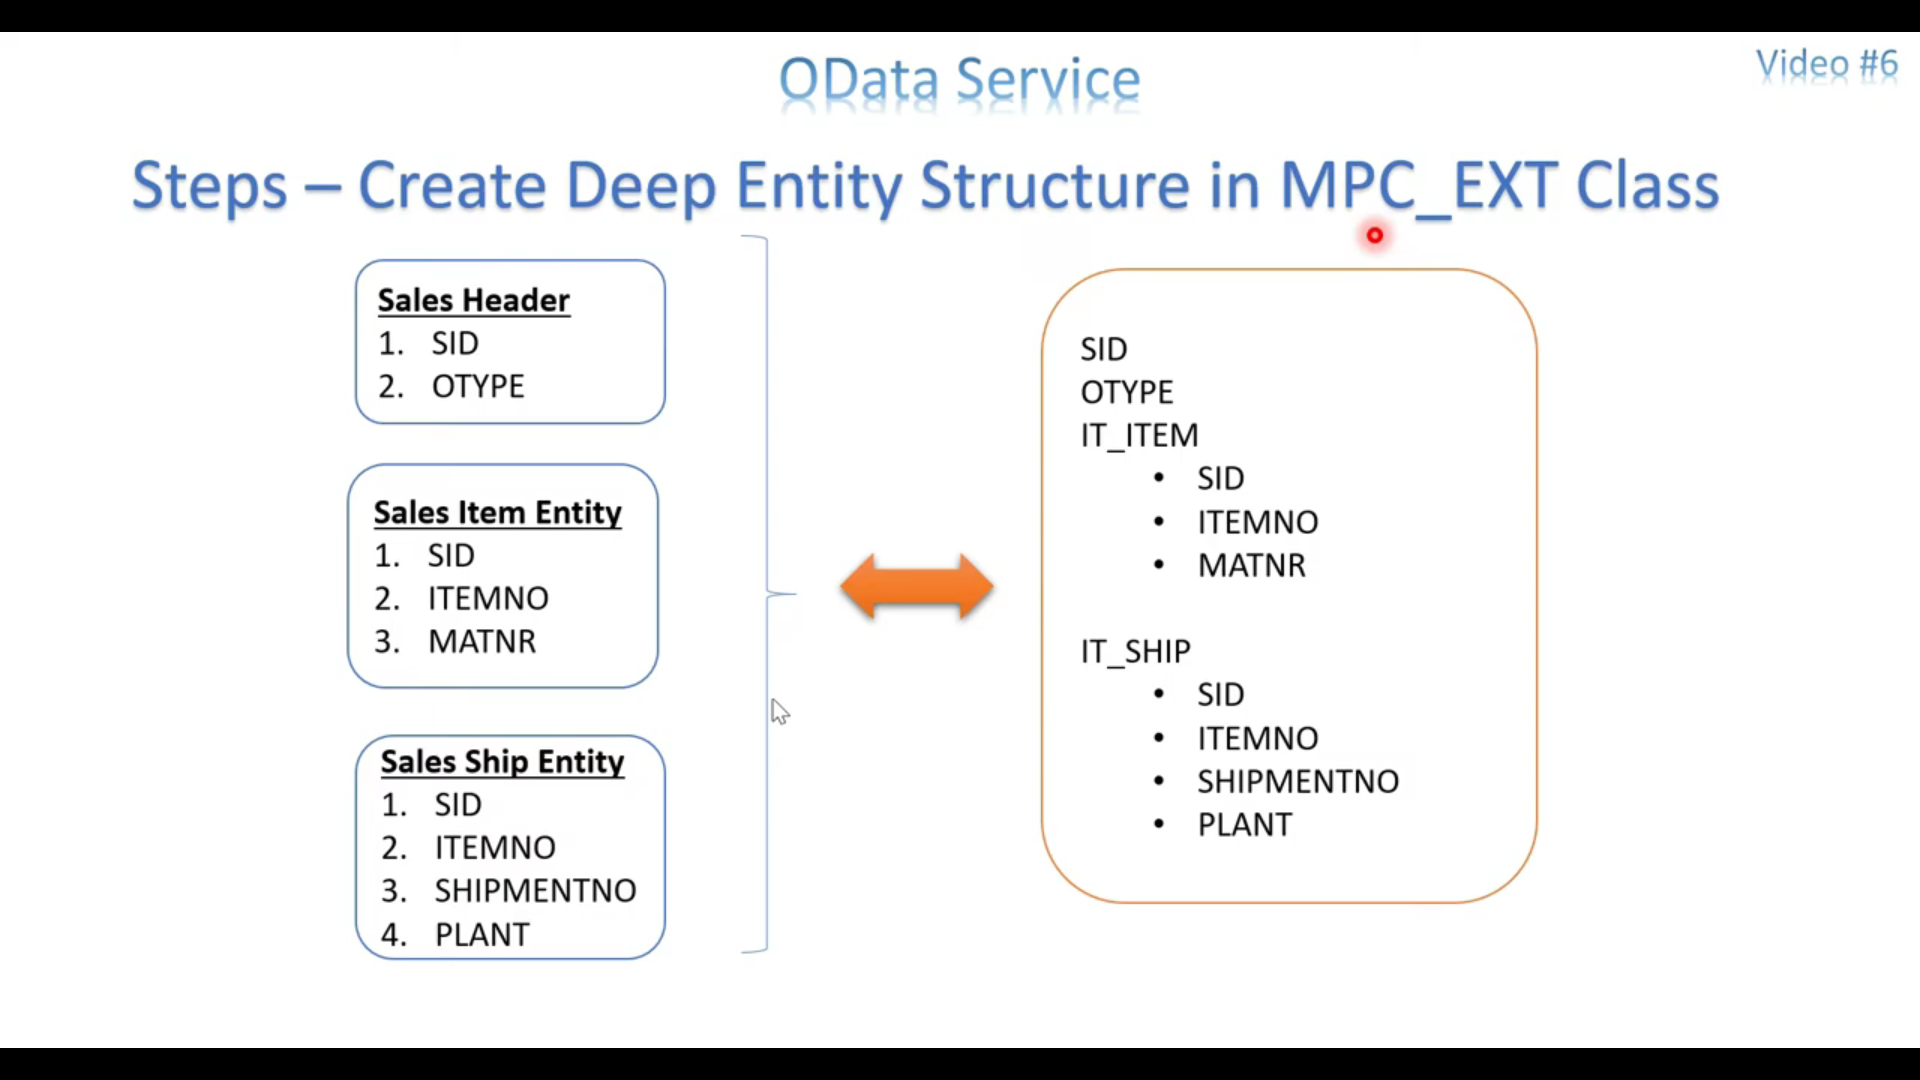 OData Service
Video #6
Steps – Create Deep Entity Structure in MPC_EXT Class
Sales Header
1. SID
2. OTYPE
Sales Item Entity
1. SID
2. ITEMNO
3. MATNR
Sales Ship Entity
1. SID
2. ITEMNO
3. SHIPMENTNO
4. PLANT
SID
OTYPE
IT_ITEM
• SID
• ITEMNO
• MATNR
IT_SHIP
• SID
• ITEMNO
• SHIPMENTNO
• PLANT